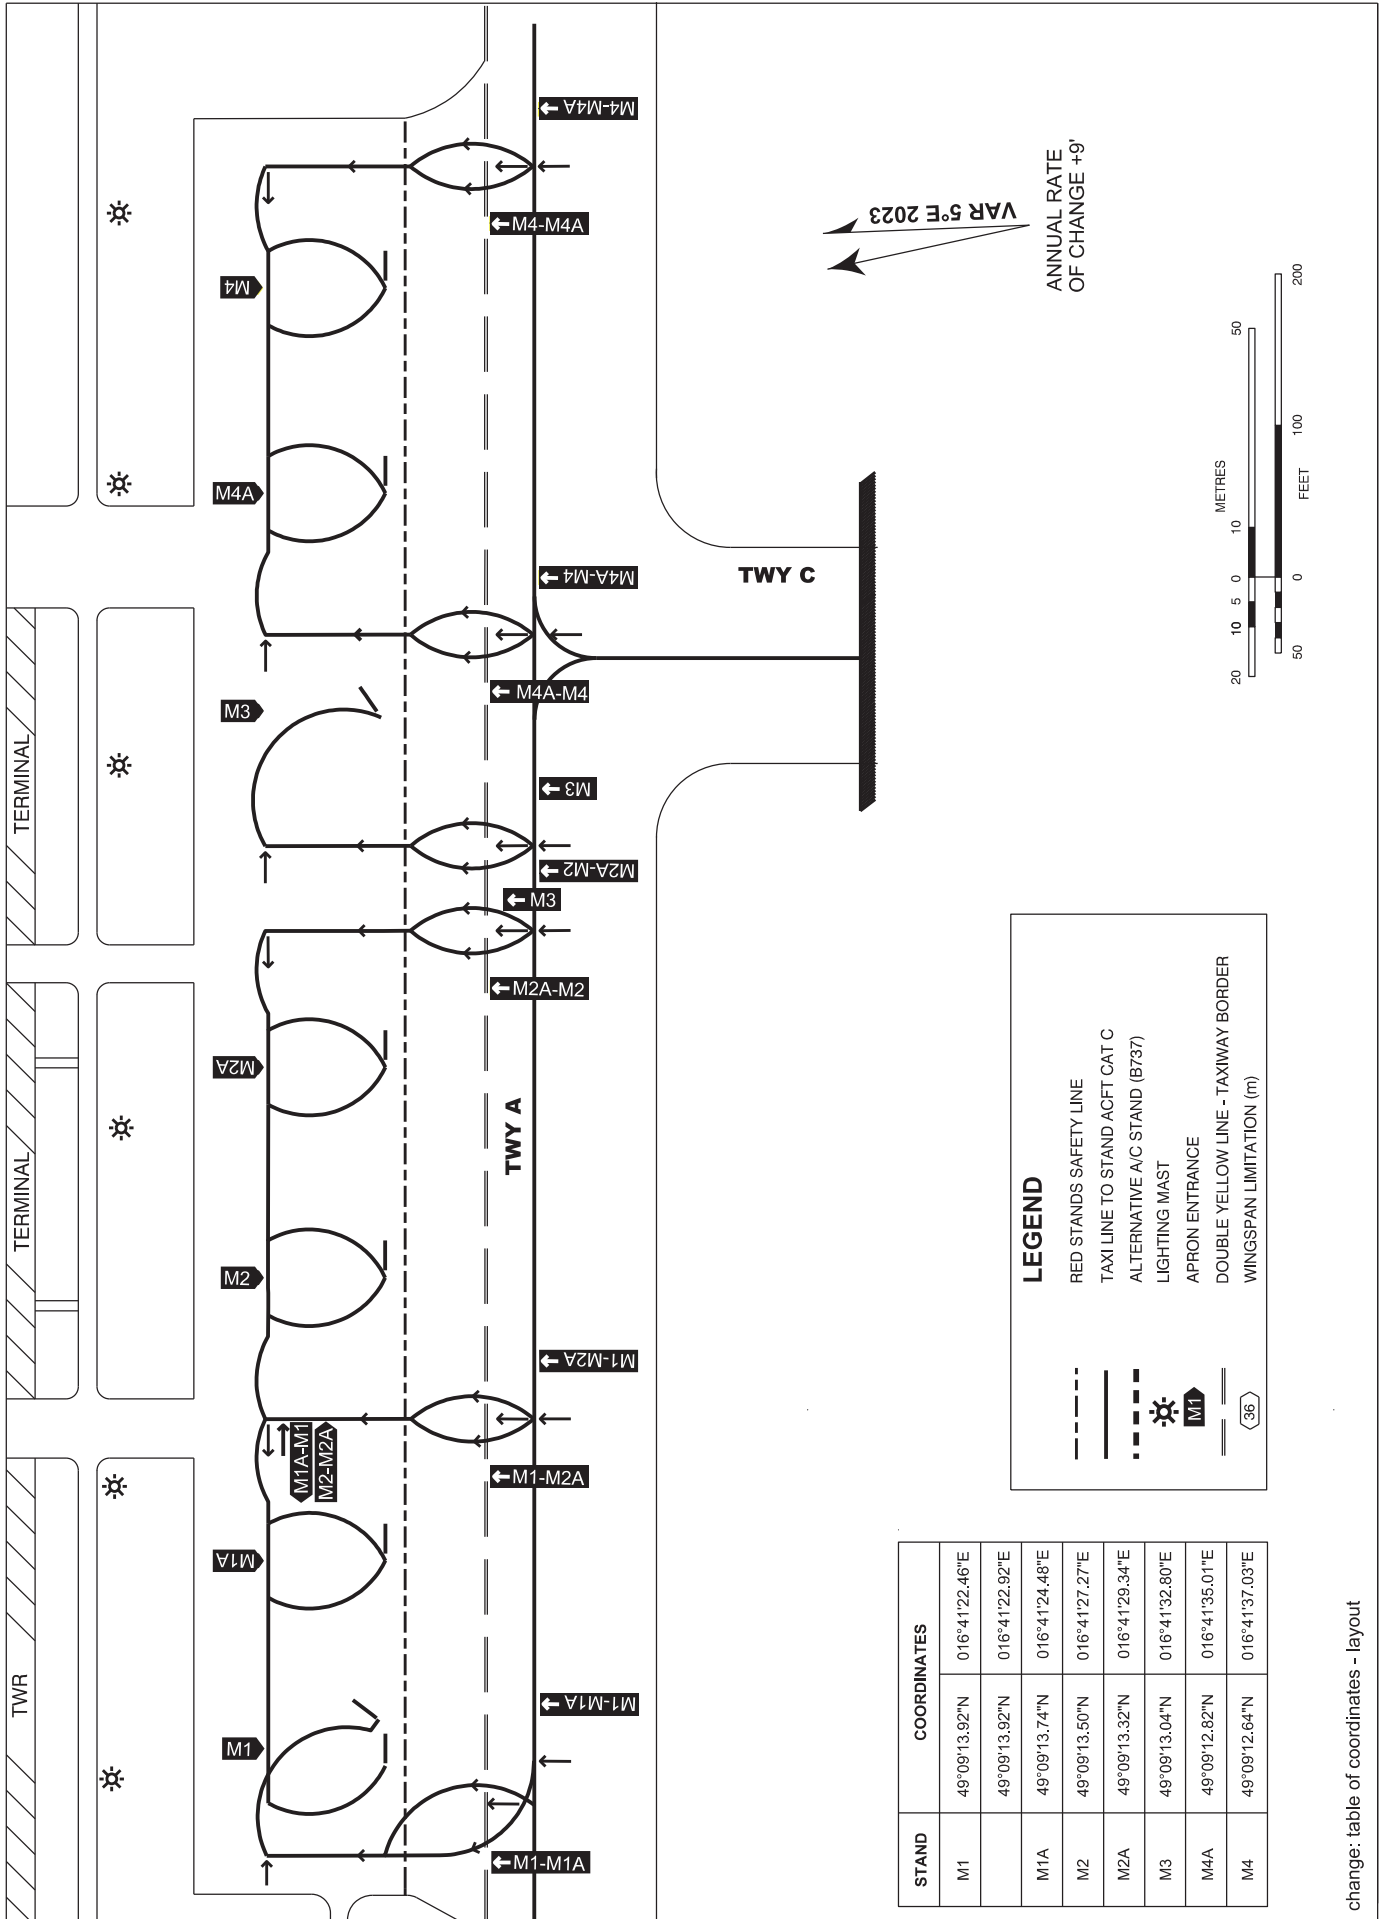 TERMINAL
TERMINAL
TWR
M4
M4A
M3
M2A
M2
M1A
M1
M4-M4A
M4-M4A
M4A-M4
M4A-M4
M3
M2A-M2
M3
M2A-M2
M1-M2A
M1-M2A
M1A-M1
M2-M2A
M1-M1A
M1-M1A
TWY A
TWY C
VAR 5°E 2023
ANNUAL RATE
OF CHANGE +9'
METRES
20 10 5 0 10 50
50 0 100 200
FEET
LEGEND
RED STANDS SAFETY LINE
TAXI LINE TO STAND ACFT CAT C
ALTERNATIVE A/C STAND (B737)
LIGHTING MAST
M1 APRON ENTRANCE
DOUBLE YELLOW LINE - TAXIWAY BORDER
36 WINGSPAN LIMITATION (m)
STAND COORDINATES
M1 49°09'13.92"N 016°41'22.46"E
49°09'13.92"N 016°41'22.92"E
M1A 49°09'13.74"N 016°41'24.48"E
M2 49°09'13.50"N 016°41'27.27"E
M2A 49°09'13.32"N 016°41'29.34"E
M3 49°09'13.04"N 016°41'32.80"E
M4A 49°09'12.82"N 016°41'35.01"E
M4 49°09'12.64"N 016°41'37.03"E
change: table of coordinates - layout